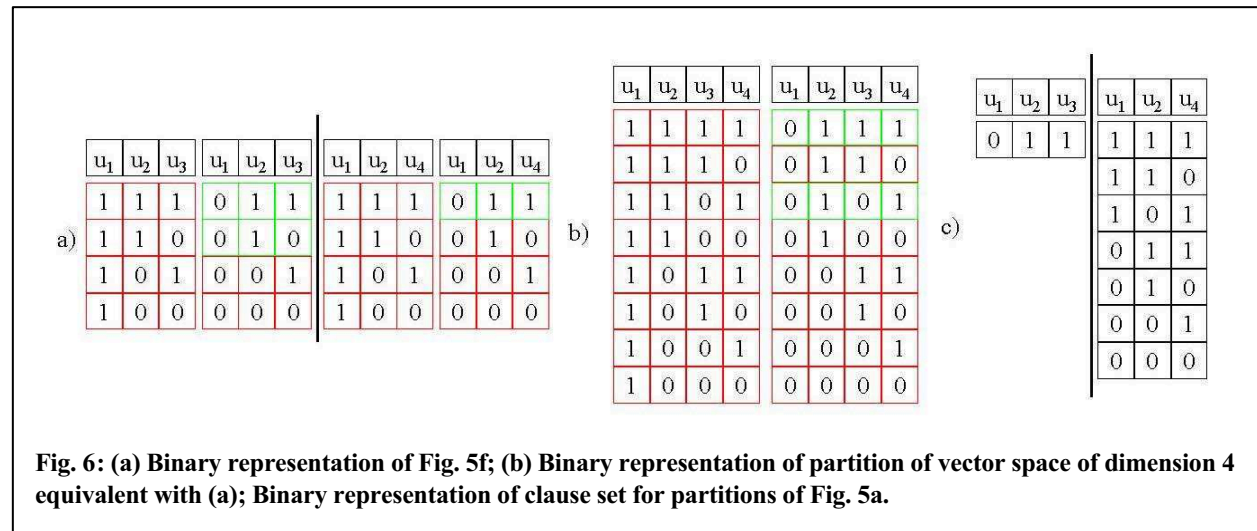 a)
u₁ u₂ u₃ u₁ u₂ u₃ u₁ u₂ u₄ u₁ u₂ u₄
1 1 1 0 1 1 1 1 1 0 1 1
1 1 0 0 1 0 1 1 0 0 1 0
1 0 1 0 0 1 1 0 1 0 0 1
1 0 0 0 0 0 1 0 0 0 0 0
b)
u₁ u₂ u₃ u₄ u₁ u₂ u₃ u₄
1 1 1 1 0 1 1 1
1 1 1 0 0 1 1 0
1 1 0 1 0 1 0 1
1 1 0 0 0 1 0 0
1 0 1 1 0 0 1 1
1 0 1 0 0 0 1 0
1 0 0 1 0 0 0 1
1 0 0 0 0 0 0 0
c)
u₁ u₂ u₃ u₁ u₂ u₄
0 1 1 1 1 1
1 1 0
1 0 1
0 1 1
0 1 0
0 0 1
0 0 0
Fig. 6: (a) Binary representation of Fig. 5f; (b) Binary representation of partition of vector space of dimension 4
equivalent with (a); Binary representation of clause set for partitions of Fig. 5a.